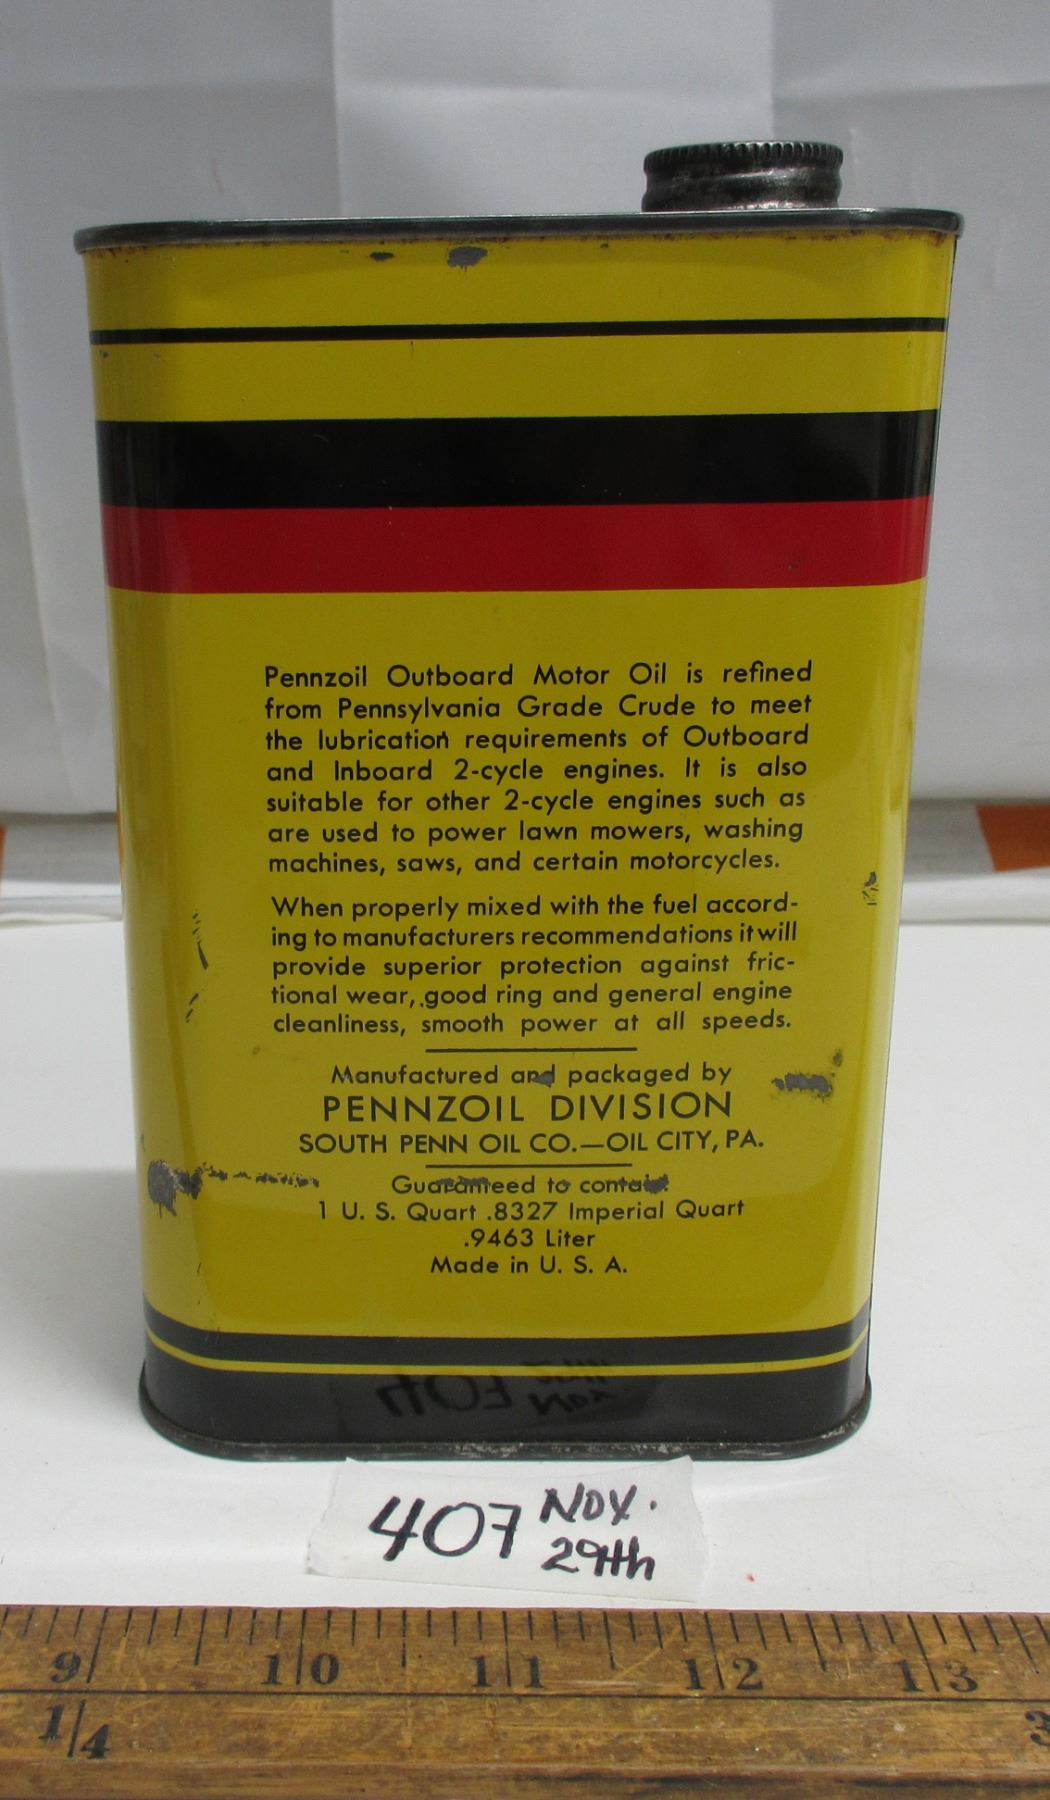 Pennzoil Outboard Motor Oil is refined
from Pennsylvania Grade Crude to meet
the lubrication requirements of Outboard
and Inboard 2-cycle engines. It is also
suitable for other 2-cycle engines such as
are used to power lawn mowers, washing
machines, saws, and certain motorcycles.
When properly mixed with the fuel accord-
ing to manufacturers recommendations it will
provide superior protection against fric-
tional wear, good ring and general engine
cleanliness, smooth power at all speeds.
Manufactured and packaged by
PENNZOIL DIVISION
SOUTH PENN OIL CO.—OIL CITY, PA.
Guaranteed to contain:
1 U. S. Quart .8327 Imperial Quart
.9463 Liter
Made in U. S. A.
407 Nov.
29th
9 10 11 12 13
1/4 3